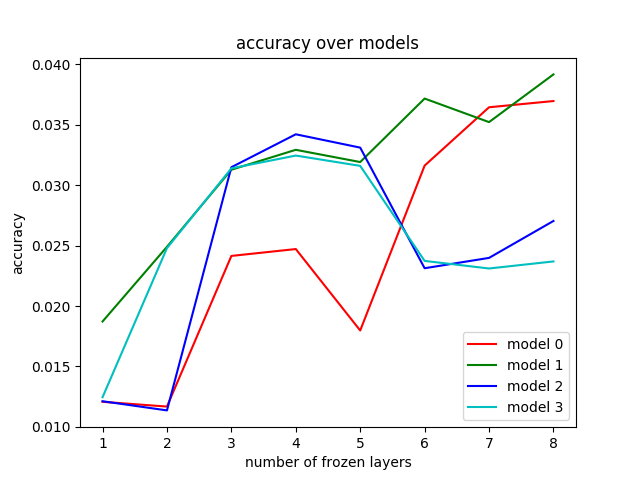 accuracy over models
0.040
0.035
0.030
0.025
0.020
0.015
0.010
accuracy
1 2 3 4 5 6 7 8
number of frozen layers
model 0
model 1
model 2
model 3